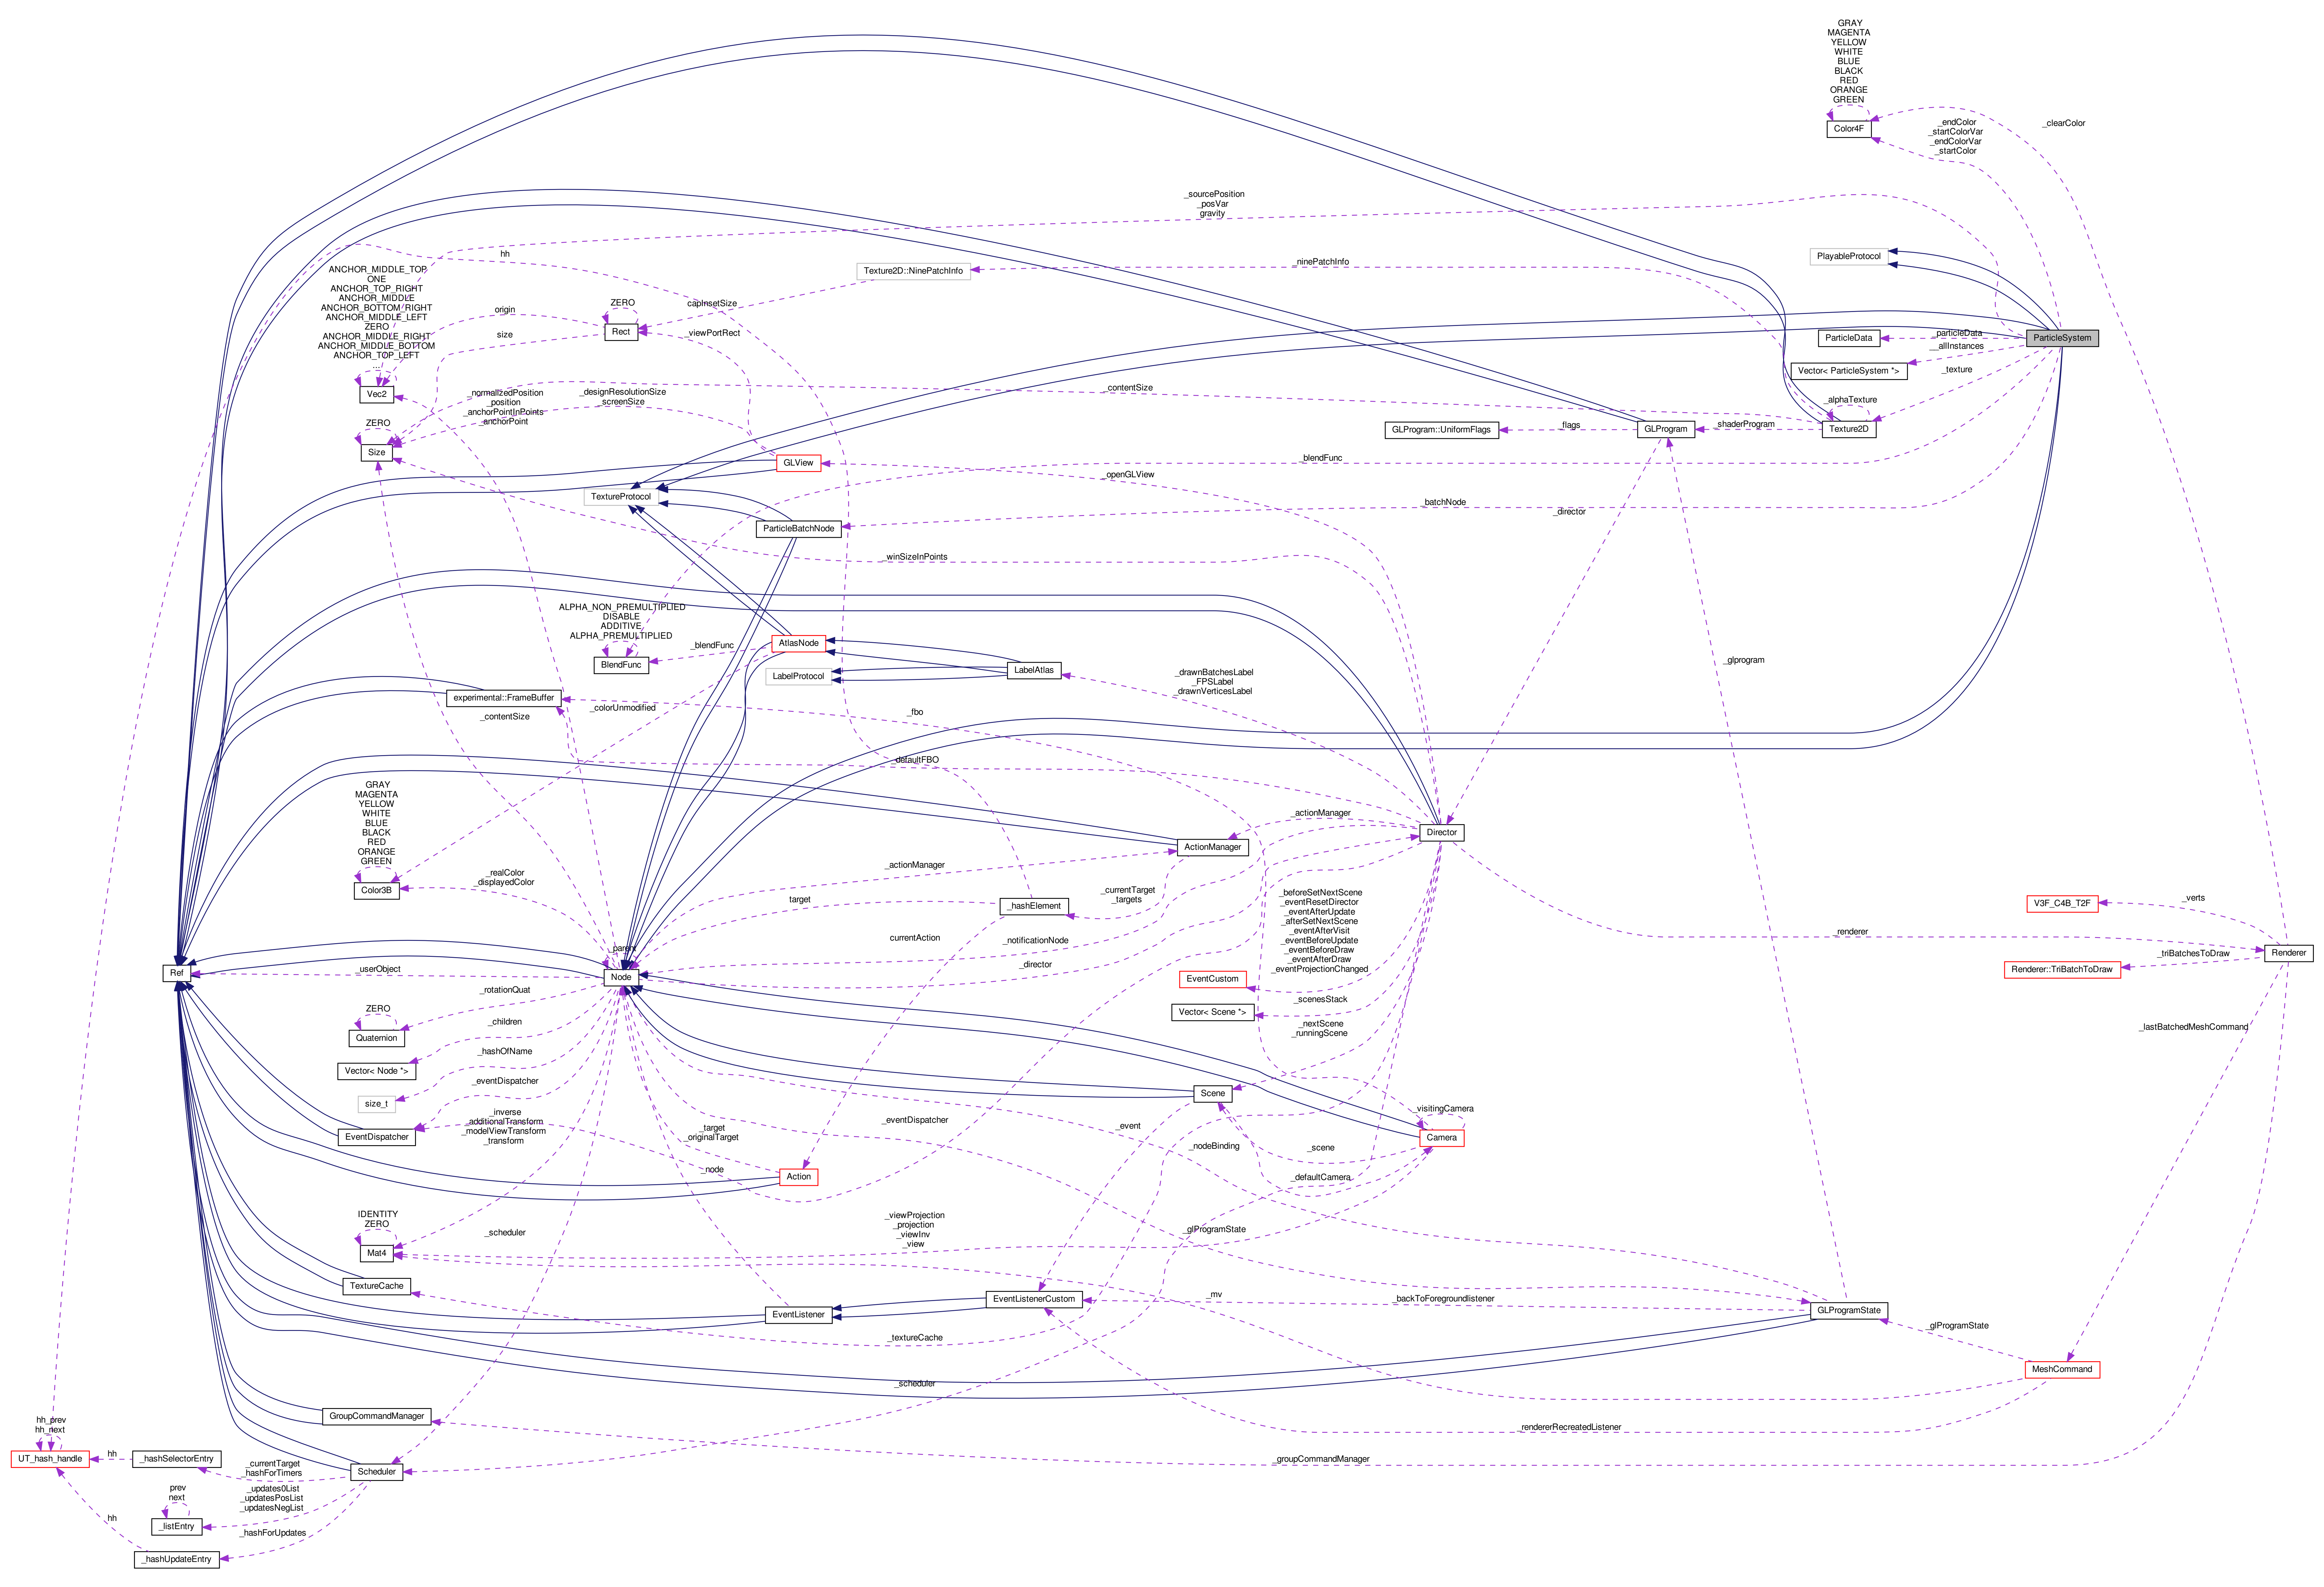 GRAY
MAGENTA
YELLOW
WHITE
BLUE
BLACK
RED
ORANGE
GREEN
Color4F
_clearColor
_endColor
_startColorVar
_endColorVar
_startColor
_sourcePosition
_posVar
gravity
hh
Texture2D::NinePatchInfo
_ninePatchInfo
PlayableProtocol
ANCHOR_MIDDLE_TOP
ONE
ANCHOR_TOP_RIGHT
ANCHOR_MIDDLE
ANCHOR_BOTTOM_RIGHT
ANCHOR_MIDDLE_LEFT
ZERO
ANCHOR_MIDDLE_RIGHT
ANCHOR_MIDDLE_BOTTOM
ANCHOR_TOP_LEFT
...
Vec2
origin
size
ZERO
Rect
capInsetSize
_viewPortRect
ParticleData
_particleData
ParticleSystem
__allInstances
Vector< ParticleSystem *>
_texture
_alphaTexture
Texture2D
_shaderProgram
GLProgram
_flags
GLProgram::UniformFlags
_contentSize
_normalizedPosition
_position
_anchorPointInPoints
_anchorPoint
_designResolutionSize
_screenSize
ZERO
Size
GLView
_openGLView
_blendFunc
_batchNode
_director
TextureProtocol
ParticleBatchNode
_winSizeInPoints
ALPHA_NON_PREMULTIPLIED
DISABLE
ADDITIVE
ALPHA_PREMULTIPLIED
BlendFunc
_blendFunc
AtlasNode
LabelProtocol
LabelAtlas
_drawnBatchesLabel
_FPSLabel
_drawnVerticesLabel
_glprogram
experimental::FrameBuffer
_colorUnmodified
_contentSize
_fbo
_defaultFBO
GRAY
MAGENTA
YELLOW
WHITE
BLUE
BLACK
RED
ORANGE
GREEN
Color3B
_realColor
_displayedColor
_actionManager
ActionManager
Director
_actionManager
_currentTarget
_targets
_hashElement
target
currentAction
_beforeSetNextScene
_eventResetDirector
_eventAfterUpdate
_afterSetNextScene
_eventAfterVisit
_eventBeforeUpdate
_eventBeforeDraw
_eventAfterDraw
_eventProjectionChanged
_notificationNode
_director
_renderer
V3F_C4B_T2F
_verts
Renderer
_triBatchesToDraw
Renderer::TriBatchToDraw
Ref
_userObject
_parent
Node
EventCustom
_scenesStack
Vector< Scene *>
_nextScene
_runningScene
_lastBatchedMeshCommand
_rotationQuat
ZERO
Quaternion
_children
Vector< Node *>
_hashOfName
size_t
_eventDispatcher
EventDispatcher
_inverse
_additionalTransform
_modelViewTransform
_transform
_target
_originalTarget
_eventDispatcher
Scene
_event
_nodeBinding
_visitingCamera
Camera
_scene
_defaultCamera
Action
_node
IDENTITY
ZERO
Mat4
_scheduler
_viewProjection
_projection
_viewInv
_view
_glProgramState
TextureCache
EventListener
EventListenerCustom
_mv
_backToForegroundlistener
GLProgramState
_glProgramState
_textureCache
MeshCommand
_scheduler
GroupCommandManager
_rendererRecreatedListener
_groupCommandManager
hh_prev
hh_next
UT_hash_handle
hh
_hashSelectorEntry
_currentTarget
_hashForTimers
Scheduler
_updates0List
_updatesPosList
_updatesNegList
prev
next
_listEntry
_hashForUpdates
hh
_hashUpdateEntry